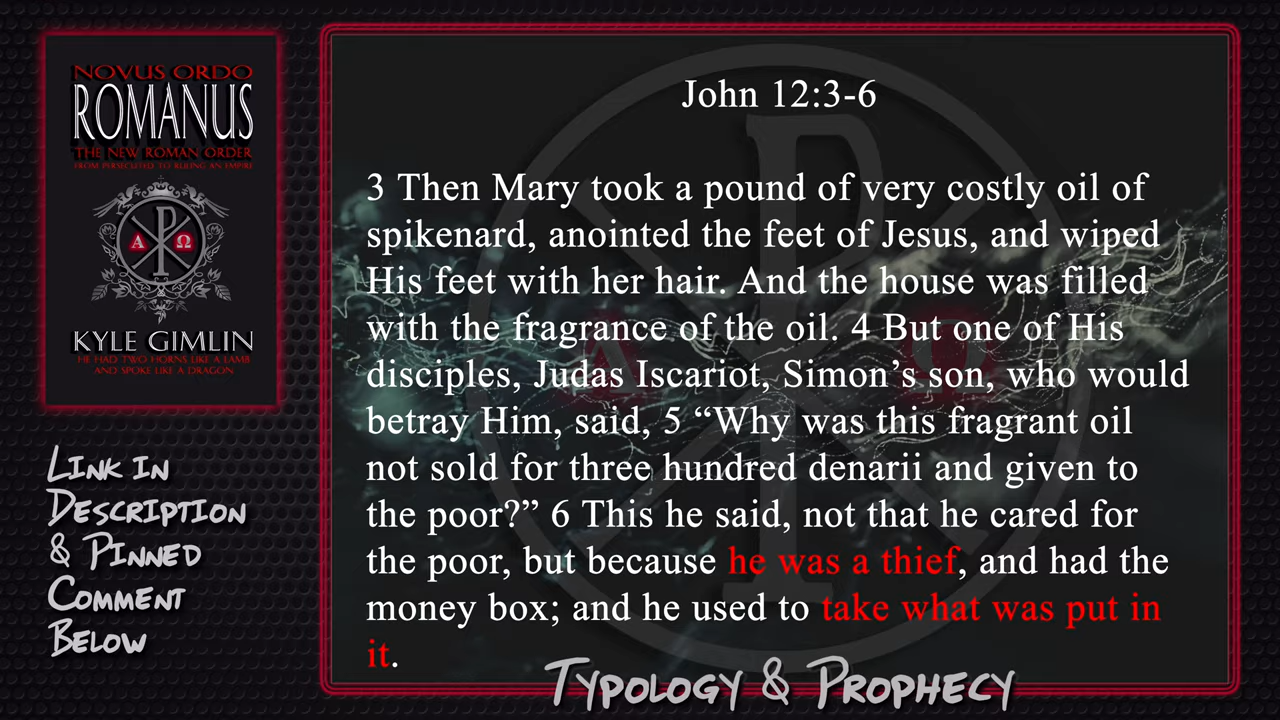 NOVUS ORDO
ROMANUS
THE NEW ROMAN ORDER
FROM PERSECUTED TO RULING AN EMPIRE
Α Ω
KYLE GIMLIN
HE HAD TWO HORNS LIKE A LAMB
AND SPOKE LIKE A DRAGON
LINK IN
DESCRIPTION
& PINNED
COMMENT
BELOW
John 12:3-6
3 Then Mary took a pound of very costly oil of
spikenard, anointed the feet of Jesus, and wiped
His feet with her hair. And the house was filled
with the fragrance of the oil. 4 But one of His
disciples, Judas Iscariot, Simon’s son, who would
betray Him, said, 5 “Why was this fragrant oil
not sold for three hundred denarii and given to
the poor?” 6 This he said, not that he cared for
the poor, but because he was a thief, and had the
money box; and he used to take what was put in
it.
TYPOLOGY & PROPHECY